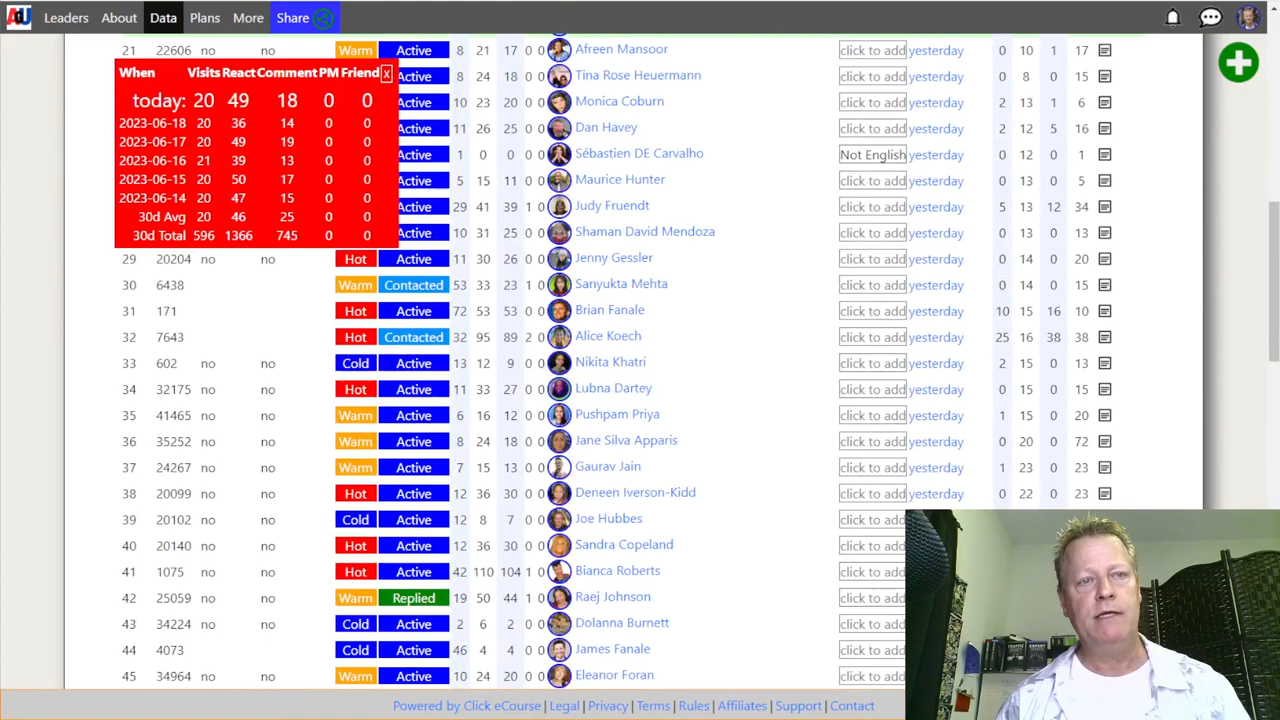 AGU Leaders About Data Plans More Share
21 22606 no no Warm Active 8 21 17 0 0 Afreen Mansoor click to add yesterday 0 10 1 17
When Visits React Comment PM Friend X
Active 8 24 18 0 0 Tina Rose Heuermann click to add yesterday 0 8 0 15
today: 20 49 18 0 0
Active 10 23 20 0 0 Monica Coburn click to add yesterday 2 13 1 6
2023-06-18 20 36 14 0 0
Active 11 26 25 0 0 Dan Havey click to add yesterday 2 12 5 16
2023-06-17 20 49 19 0 0
Active 1 0 0 0 0 Sébastien DE Carvalho Not English yesterday 0 12 0 1
2023-06-16 21 39 13 0 0
Active 5 15 11 0 0 Maurice Hunter click to add yesterday 0 13 0 5
2023-06-15 20 50 17 0 0
2023-06-14 20 47 15 0 0
Active 29 41 39 1 0 Judy Fruendt click to add yesterday 5 13 12 34
30d Avg 20 46 25 0 0
Active 10 31 25 0 0 Shaman David Mendoza click to add yesterday 0 13 0 13
30d Total 596 1366 745 0 0
29 20204 no no Hot Active 11 30 26 0 0 Jenny Gessler click to add yesterday 0 14 0 20
30 6438 Warm Contacted 53 33 23 1 0 Sanyukta Mehta click to add yesterday 0 14 0 15
31 171 Hot Active 72 53 53 0 0 Brian Fanale click to add yesterday 10 15 16 10
32 7643 Hot Contacted 32 95 89 2 0 Alice Koech click to add yesterday 25 16 38 38
33 602 no no Cold Active 13 12 9 0 0 Nikita Khatri click to add yesterday 2 15 0 13
34 32175 no no Hot Active 11 33 27 0 0 Lubna Dartey click to add yesterday 0 15 0 15
35 41465 no no Warm Active 6 16 12 0 0 Pushpam Priya click to add yesterday 1 15 0 20
36 35252 no no Warm Active 8 24 18 0 0 Jane Silva Apparis click to add yesterday 0 20 0 72
37 24267 no no Warm Active 7 15 13 0 0 Gaurav Jain click to add yesterday 1 23 0 23
38 20099 no no Hot Active 12 36 30 0 0 Deneen Iverson-Kidd click to add yesterday 0 22 0 23
39 20102 no no Cold Active 12 8 7 0 0 Joe Hubbes click to add
40 20140 no no Hot Active 12 36 30 0 0 Sandra Copeland click to add
41 1075 no no Hot Active 42 110 104 1 0 Bianca Roberts click to add
42 25059 no no Warm Replied 19 50 44 1 0 Raej Johnson click to add
43 34224 no no Cold Active 2 6 2 0 0 Dolanna Burnett click to add
44 4073 no no Cold Active 46 4 4 0 0 James Fanale click to add
45 34964 no no Warm Active 10 24 20 0 0 Eleanor Foran click to add
Powered by Click eCourse | Legal | Privacy | Terms | Rules | Affiliates | Support | Contact